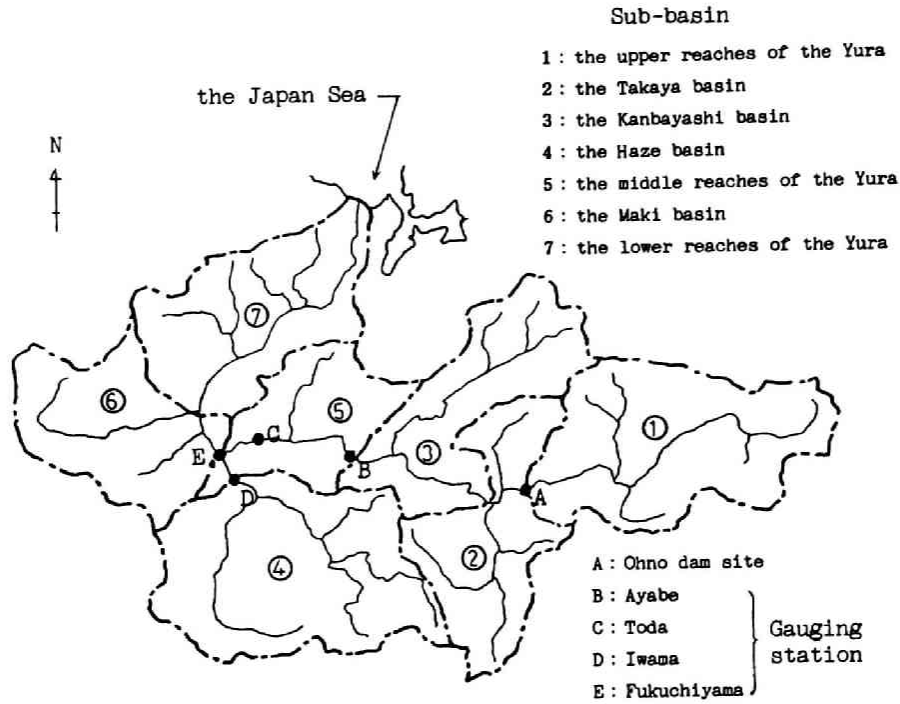 Sub-basin
1 : the upper reaches of the Yura
2 : the Takaya basin
3 : the Kanbayashi basin
4 : the Haze basin
5 : the middle reaches of the Yura
6 : the Maki basin
7 : the lower reaches of the Yura
the Japan Sea
N
7
6
5
1
C
3
E
B
A
D
2
4
A : Ohno dam site
B : Ayabe
C : Toda
D : Iwama
E : Fukuchiyama
Gauging
station